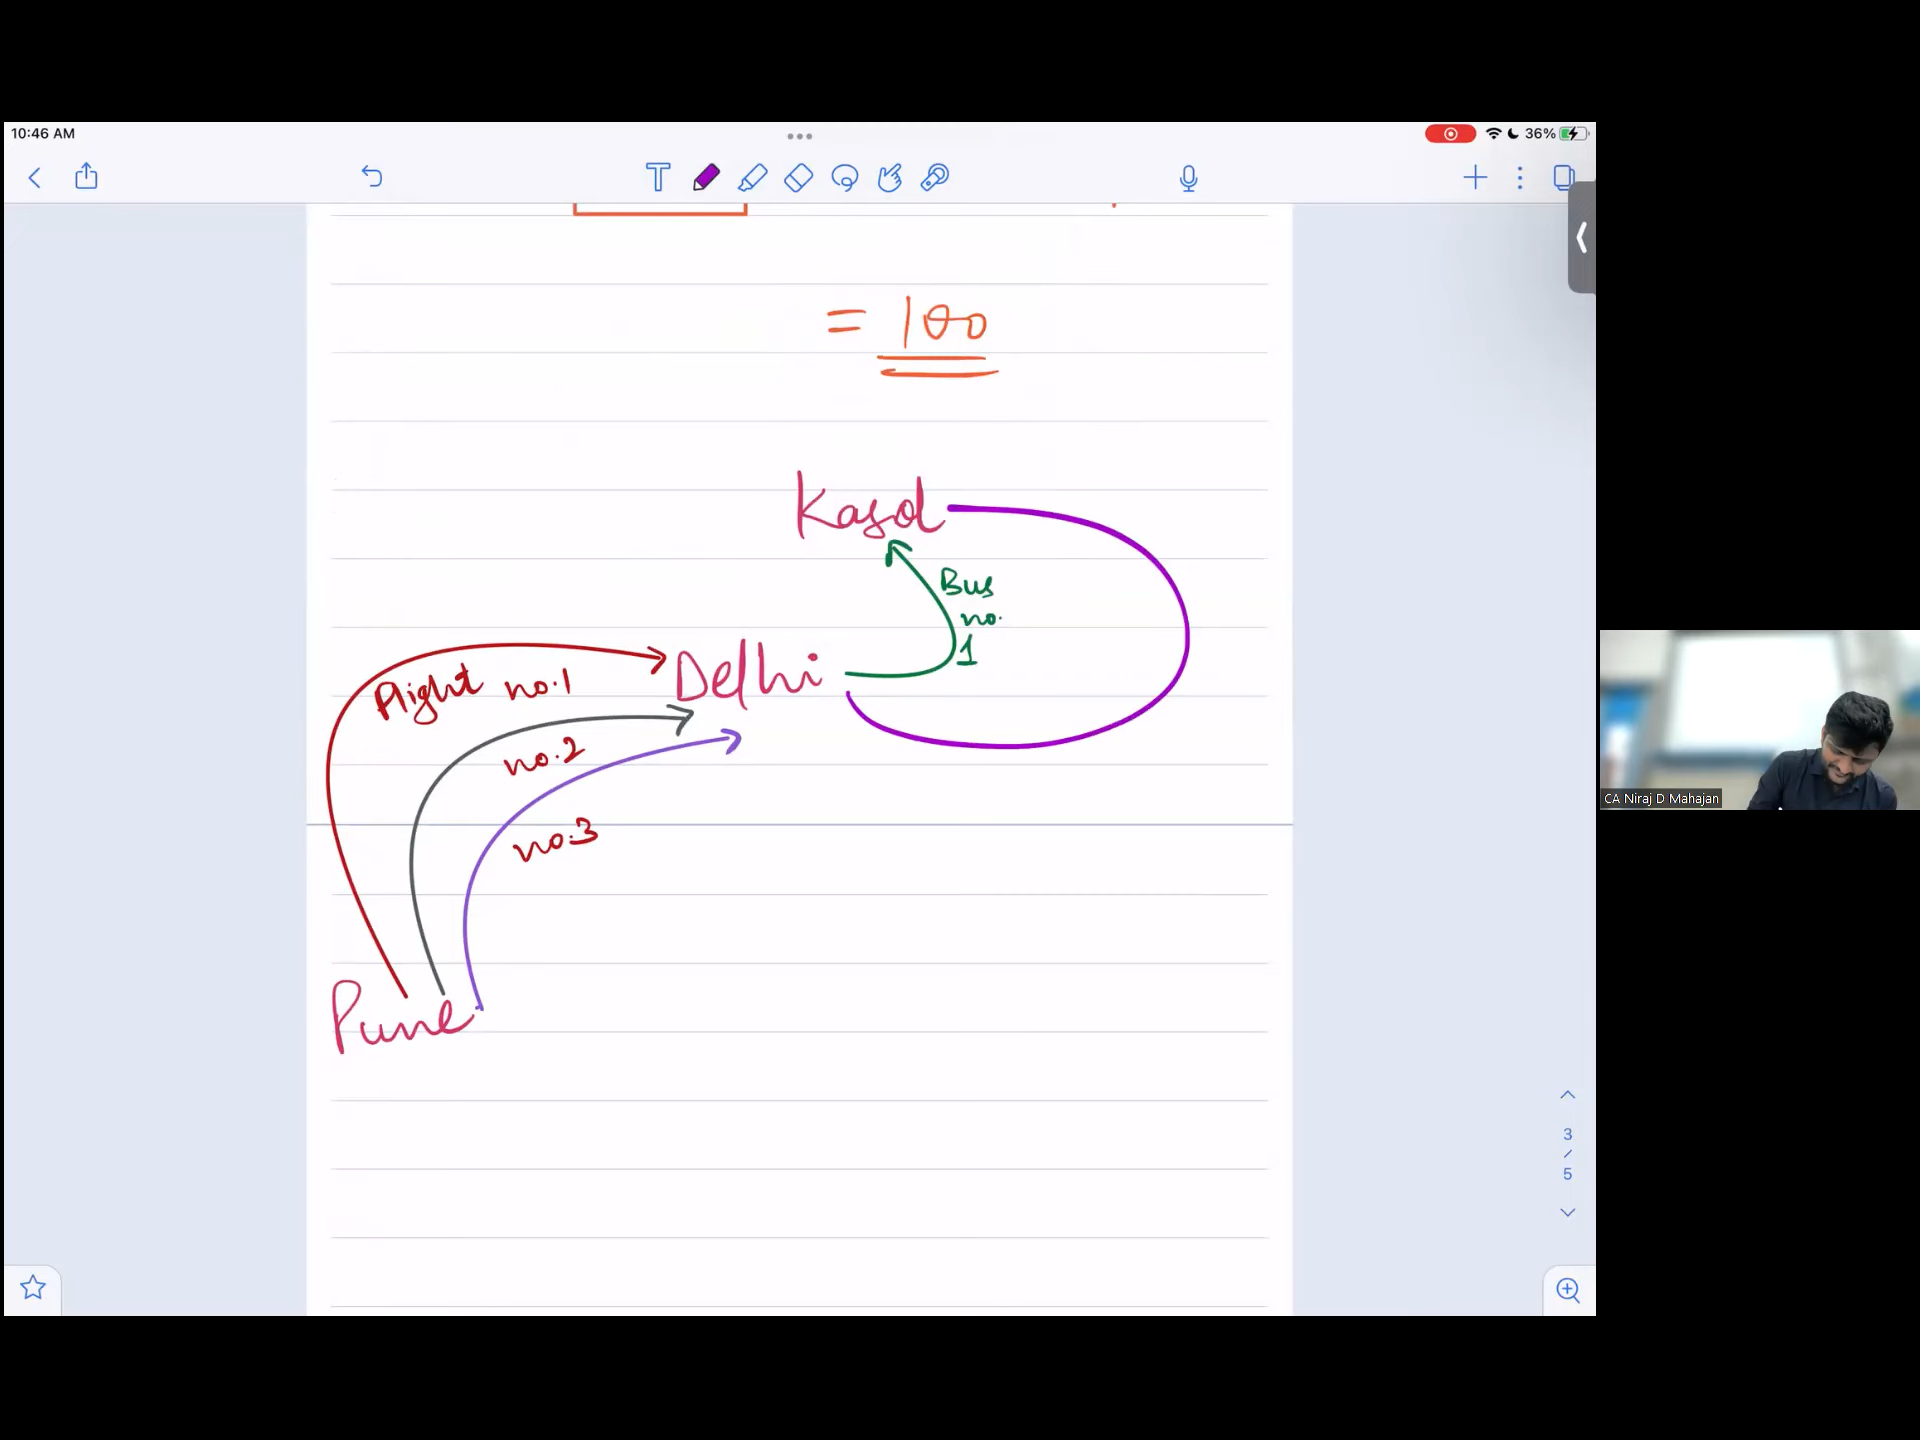 10:46 AM
36%
= 100
Kasol
Bus
no.
1
Delhi
Flight no.1
no.2
no.3
Pune
3
/
5
CA Niraj D Mahajan